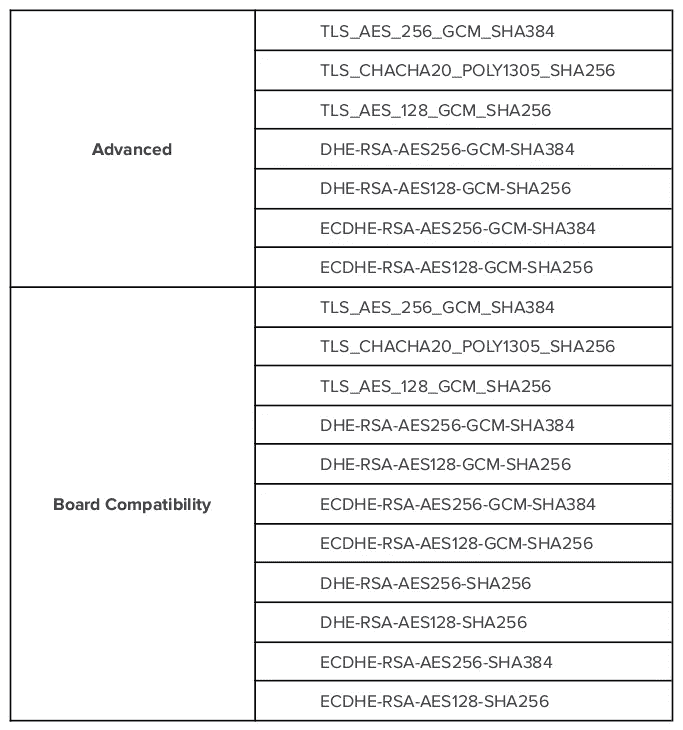 Advanced
TLS_AES_256_GCM_SHA384
TLS_CHACHA20_POLY1305_SHA256
TLS_AES_128_GCM_SHA256
DHE-RSA-AES256-GCM-SHA384
DHE-RSA-AES128-GCM-SHA256
ECDHE-RSA-AES256-GCM-SHA384
ECDHE-RSA-AES128-GCM-SHA256
Board Compatibility
TLS_AES_256_GCM_SHA384
TLS_CHACHA20_POLY1305_SHA256
TLS_AES_128_GCM_SHA256
DHE-RSA-AES256-GCM-SHA384
DHE-RSA-AES128-GCM-SHA256
ECDHE-RSA-AES256-GCM-SHA384
ECDHE-RSA-AES128-GCM-SHA256
DHE-RSA-AES256-SHA256
DHE-RSA-AES128-SHA256
ECDHE-RSA-AES256-SHA384
ECDHE-RSA-AES128-SHA256